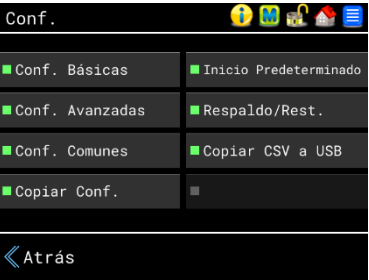 Conf.
Conf. Básicas
Inicio Predeterminado
Conf. Avanzadas
Respaldo/Rest.
Conf. Comunes
Copiar CSV a USB
Copiar Conf.
Atrás